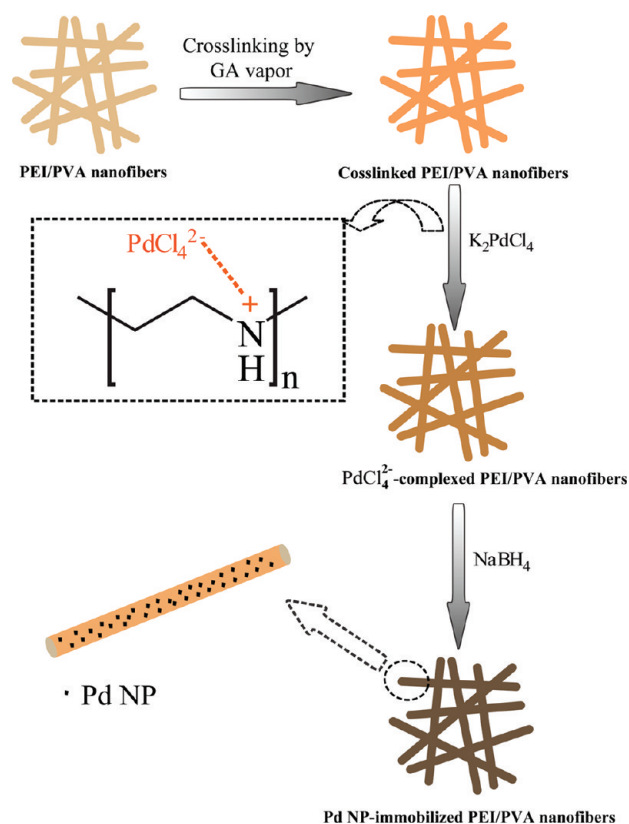 Crosslinking by
GA vapor
PEI/PVA nanofibers
Cosslinked PEI/PVA nanofibers
K₂PdCl₄
PdCl₄²⁻
+
N
H
n
PdCl₄²⁻-complexed PEI/PVA nanofibers
NaBH₄
Pd NP
Pd NP-immobilized PEI/PVA nanofibers